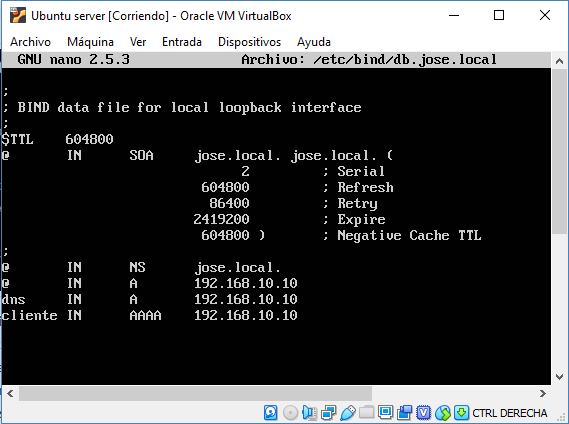 Ubuntu server [Corriendo] - Oracle VM VirtualBox
Archivo Máquina Ver Entrada Dispositivos Ayuda
GNU nano 2.5.3 Archivo: /etc/bind/db.jose.local
;
; BIND data file for local loopback interface
;
$TTL 604800
@ IN SOA jose.local. jose.local. (
2 ; Serial
604800 ; Refresh
86400 ; Retry
2419200 ; Expire
604800 ) ; Negative Cache TTL
;
@ IN NS jose.local.
@ IN A 192.168.10.10
dns IN A 192.168.10.10
cliente IN AAAA 192.168.10.10
CTRL DERECHA